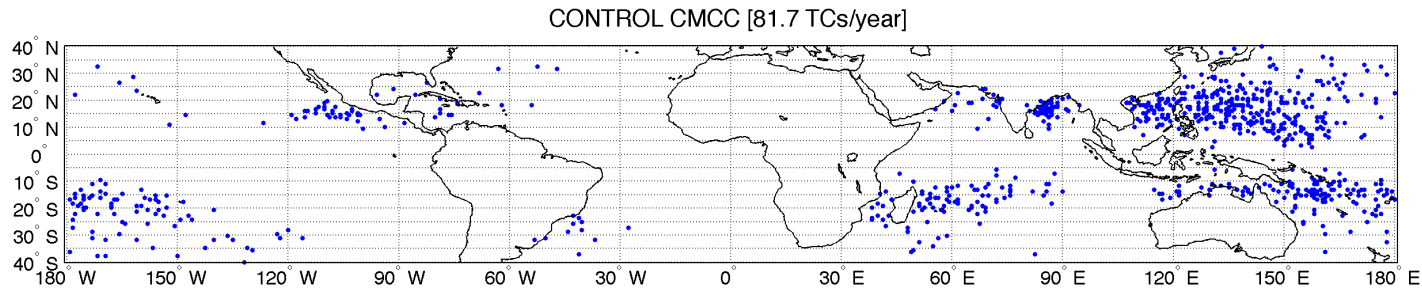 CONTROL CMCC [81.7 TCs/year]
40° N
30° N
20° N
10° N
0°
10° S
20° S
30° S
40° S
180 W 150 W 120 W 90 W 60 W 30 W 0 30 E 60 E 90 E 120 E 150 E 180 E